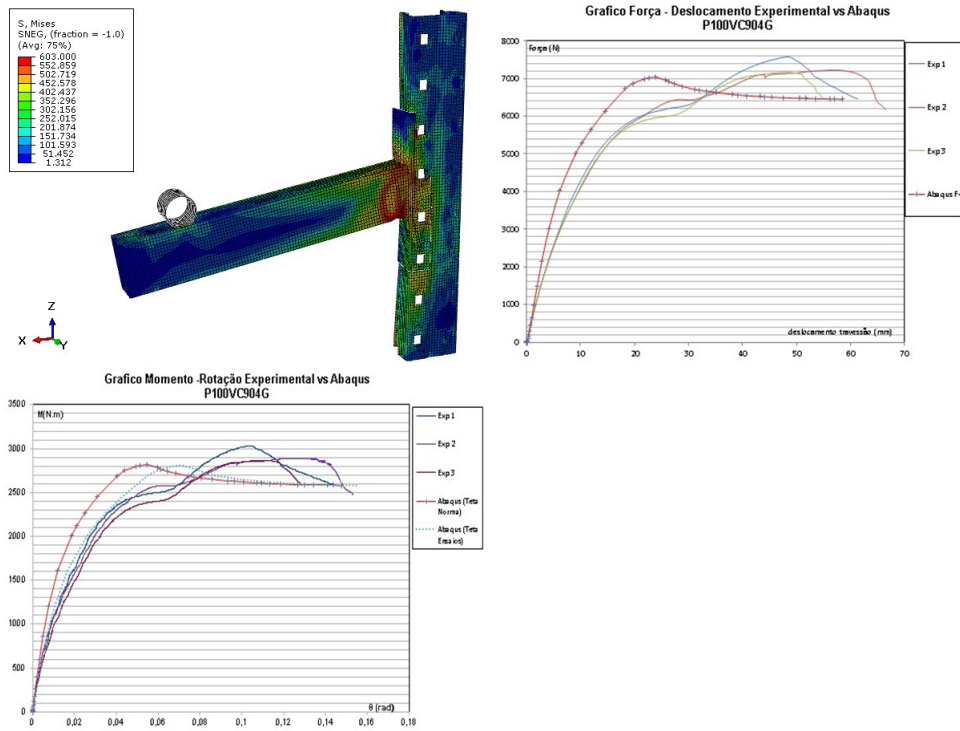 S, Mises
SNEG, (fraction = -1.0)
(Avg: 75%)
603.000
552.859
502.719
452.578
402.437
352.296
302.156
252.015
201.874
151.734
101.593
51.452
1.312
Z
X
Y
Grafico Força - Deslocamento Experimental vs Abaqus
P100VC904G
Força (N)
8000
7000
6000
5000
4000
3000
2000
1000
0
0 10 20 30 40 50 60 70
deslocamento travessão (mm)
Exp 1
Exp 2
Exp 3
Abaqus F-
Grafico Momento -Rotação Experimental vs Abaqus
P100VC904G
M(N.m)
3500
3000
2500
2000
1500
1000
500
0
0 0,02 0,04 0,06 0,08 0,1 0,12 0,14 0,16 0,18
θ (rad)
Exp 1
Exp 2
Exp 3
Abaqus (Teta
Norma)
Abaqus (Teta
Ensaios)